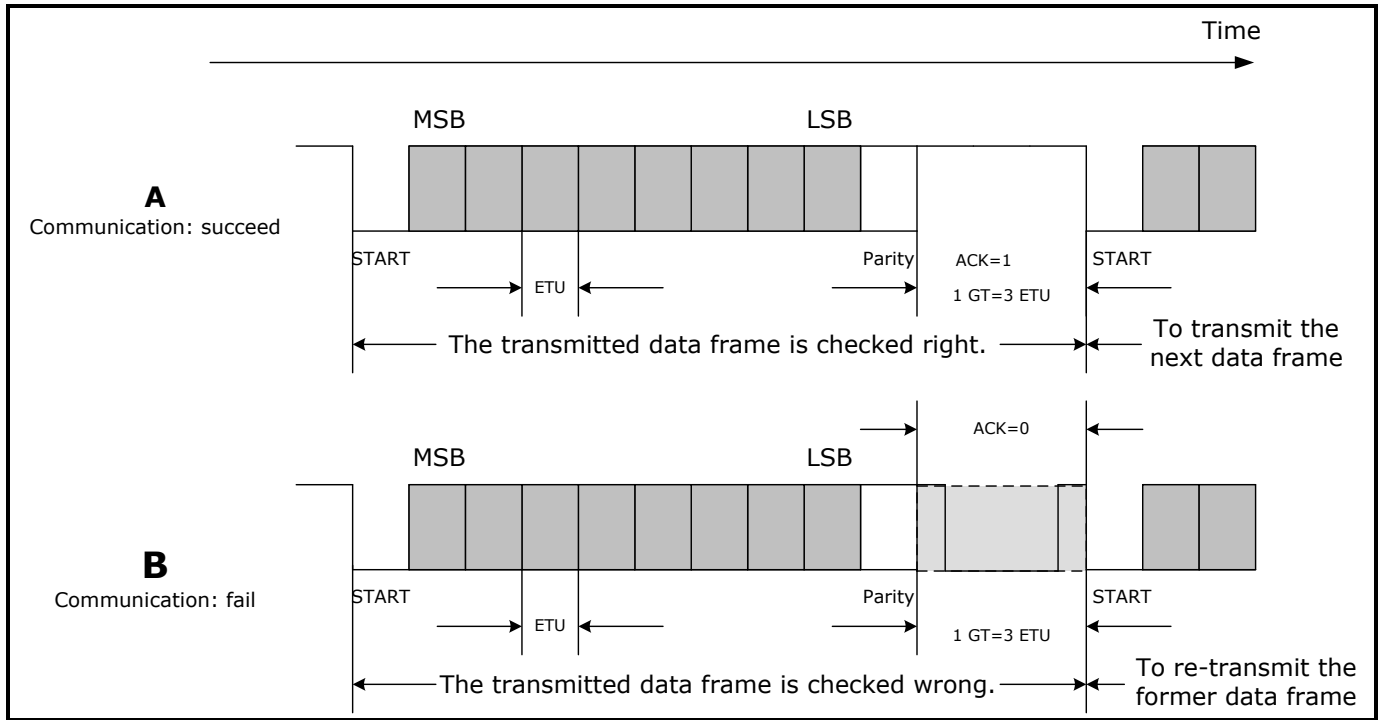 Time
MSB
LSB
A
Communication: succeed
START
Parity
ACK=1
START
ETU
1 GT=3 ETU
The transmitted data frame is checked right.
To transmit the
next data frame
ACK=0
MSB
LSB
B
Communication: fail
START
Parity
START
ETU
1 GT=3 ETU
The transmitted data frame is checked wrong.
To re-transmit the
former data frame